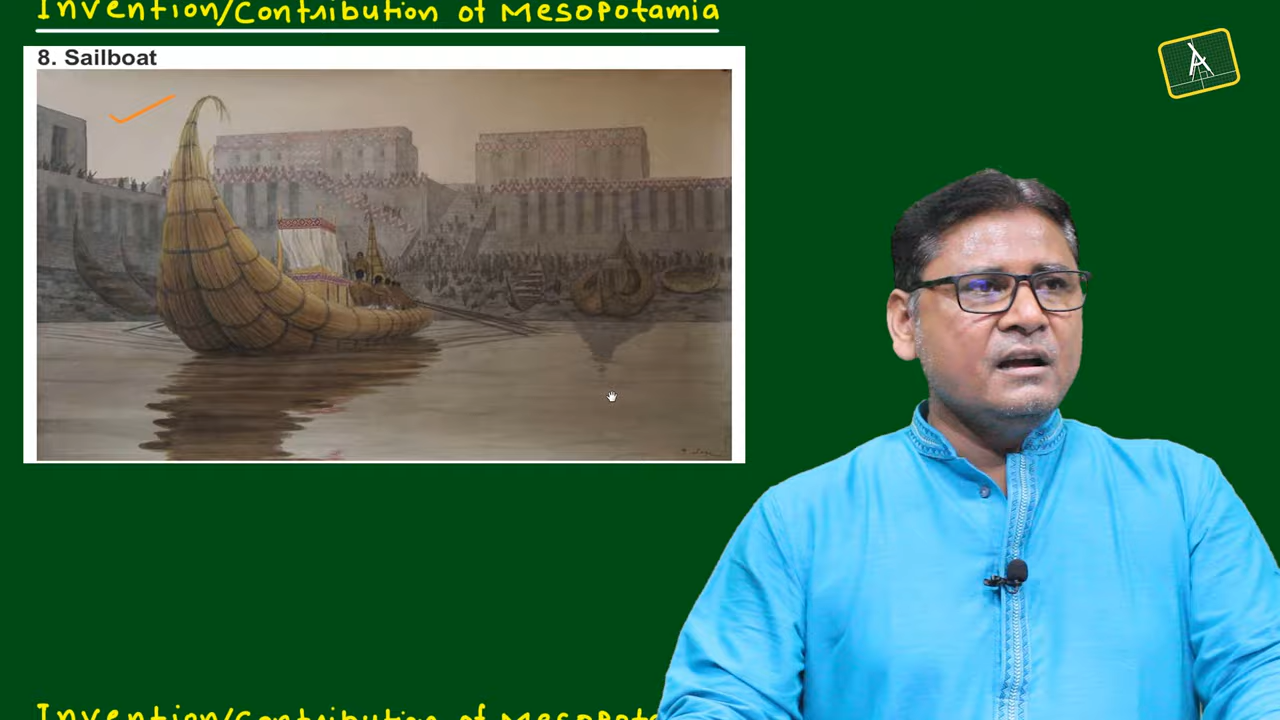 Invention/Contribution of Mesopotamia
8. Sailboat
Invention/Contribution of Mesopota